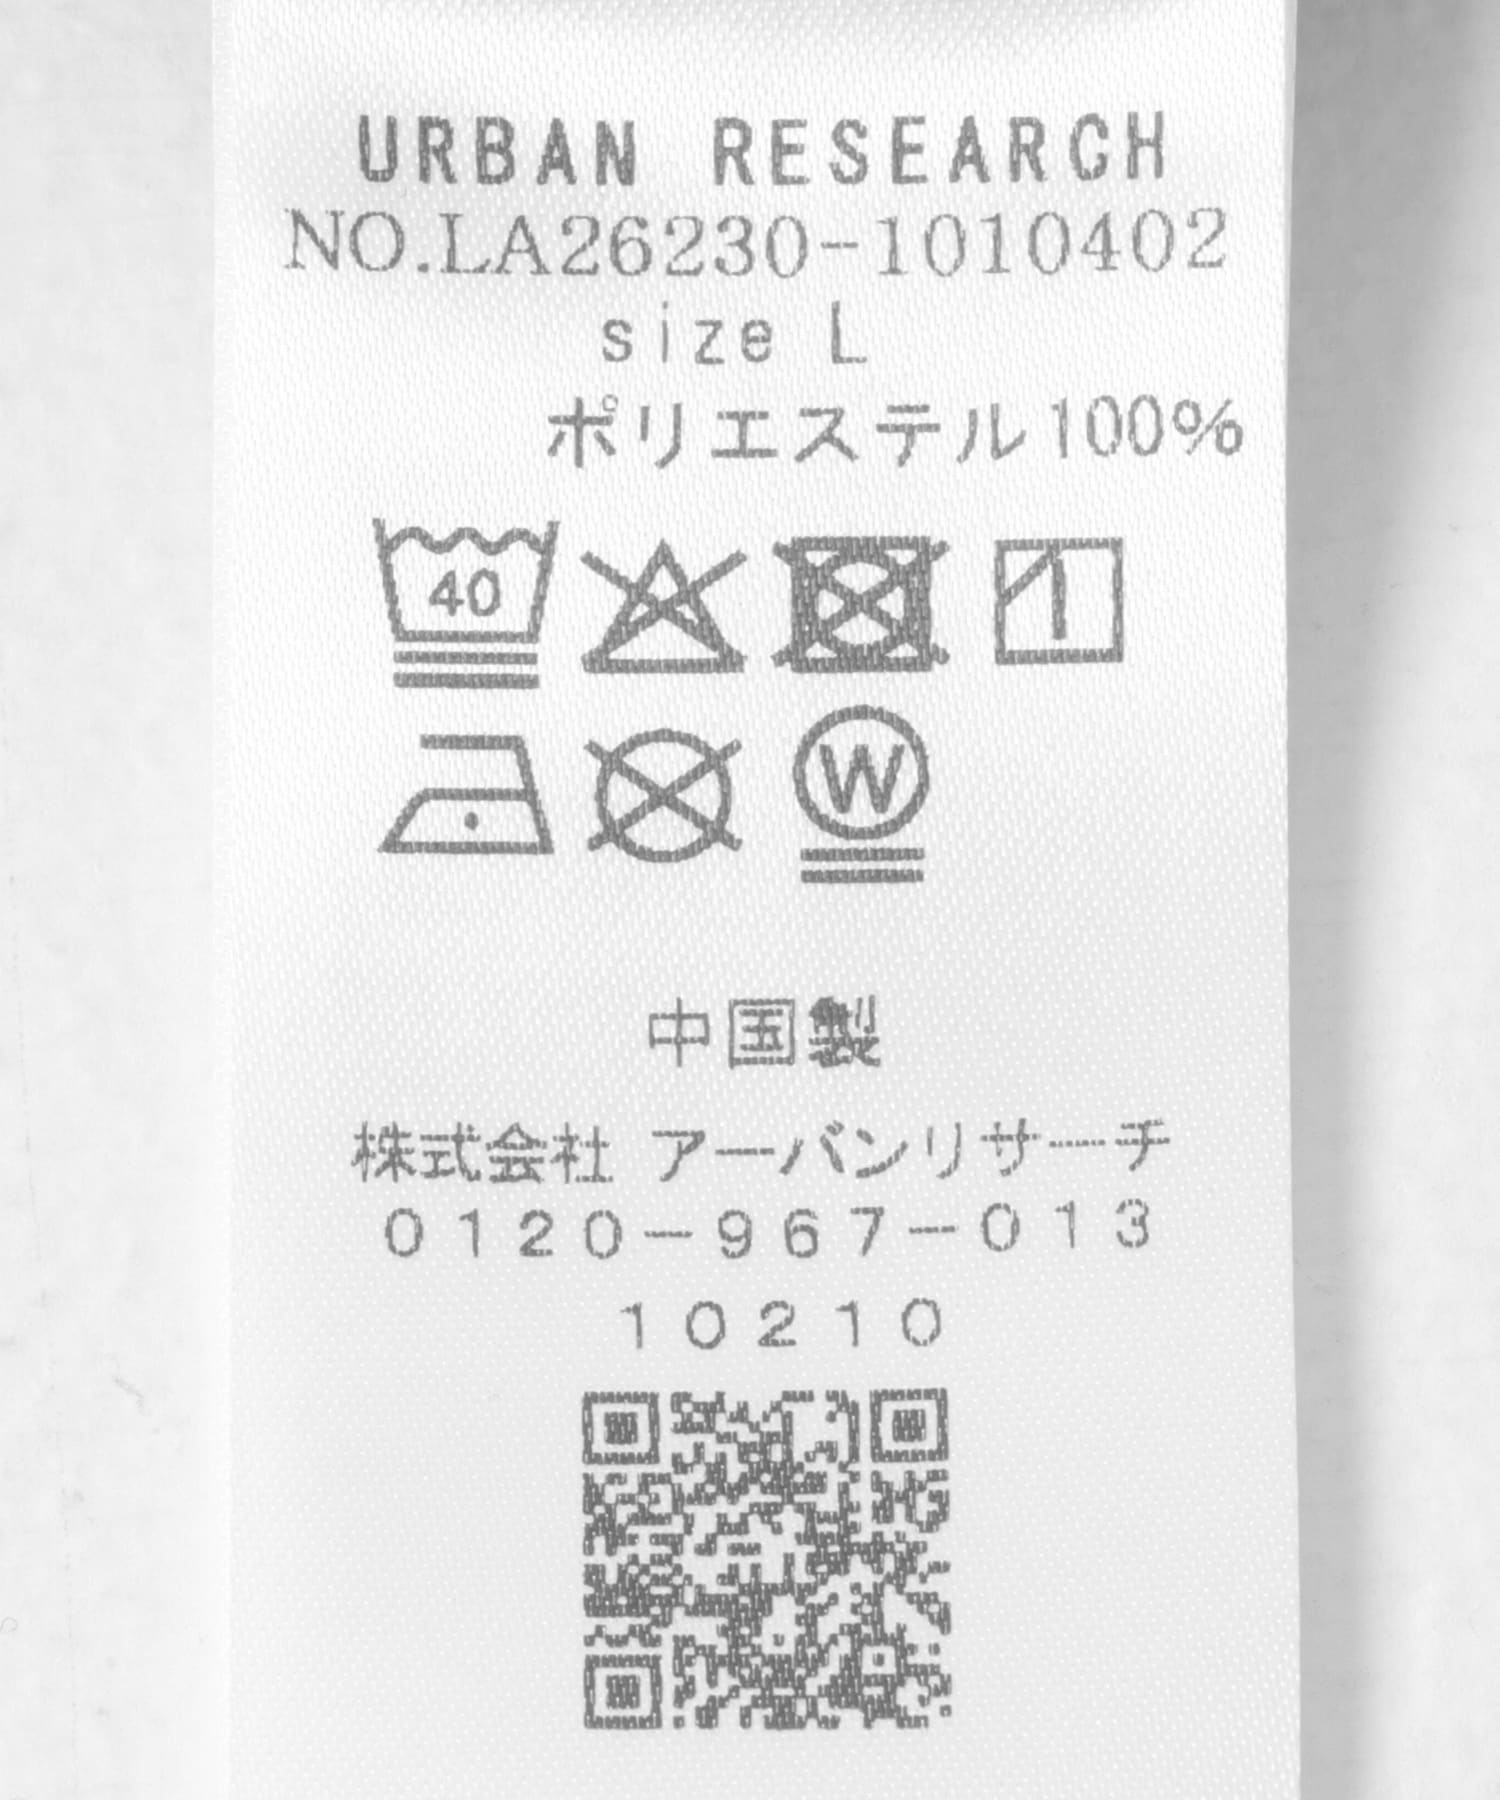 URBAN RESEARCH
NO.LA26230-1010402
size L
ポリエステル100%
40
W
中国製
株式会社 アーバンリサーチ
0120-967-013
10210